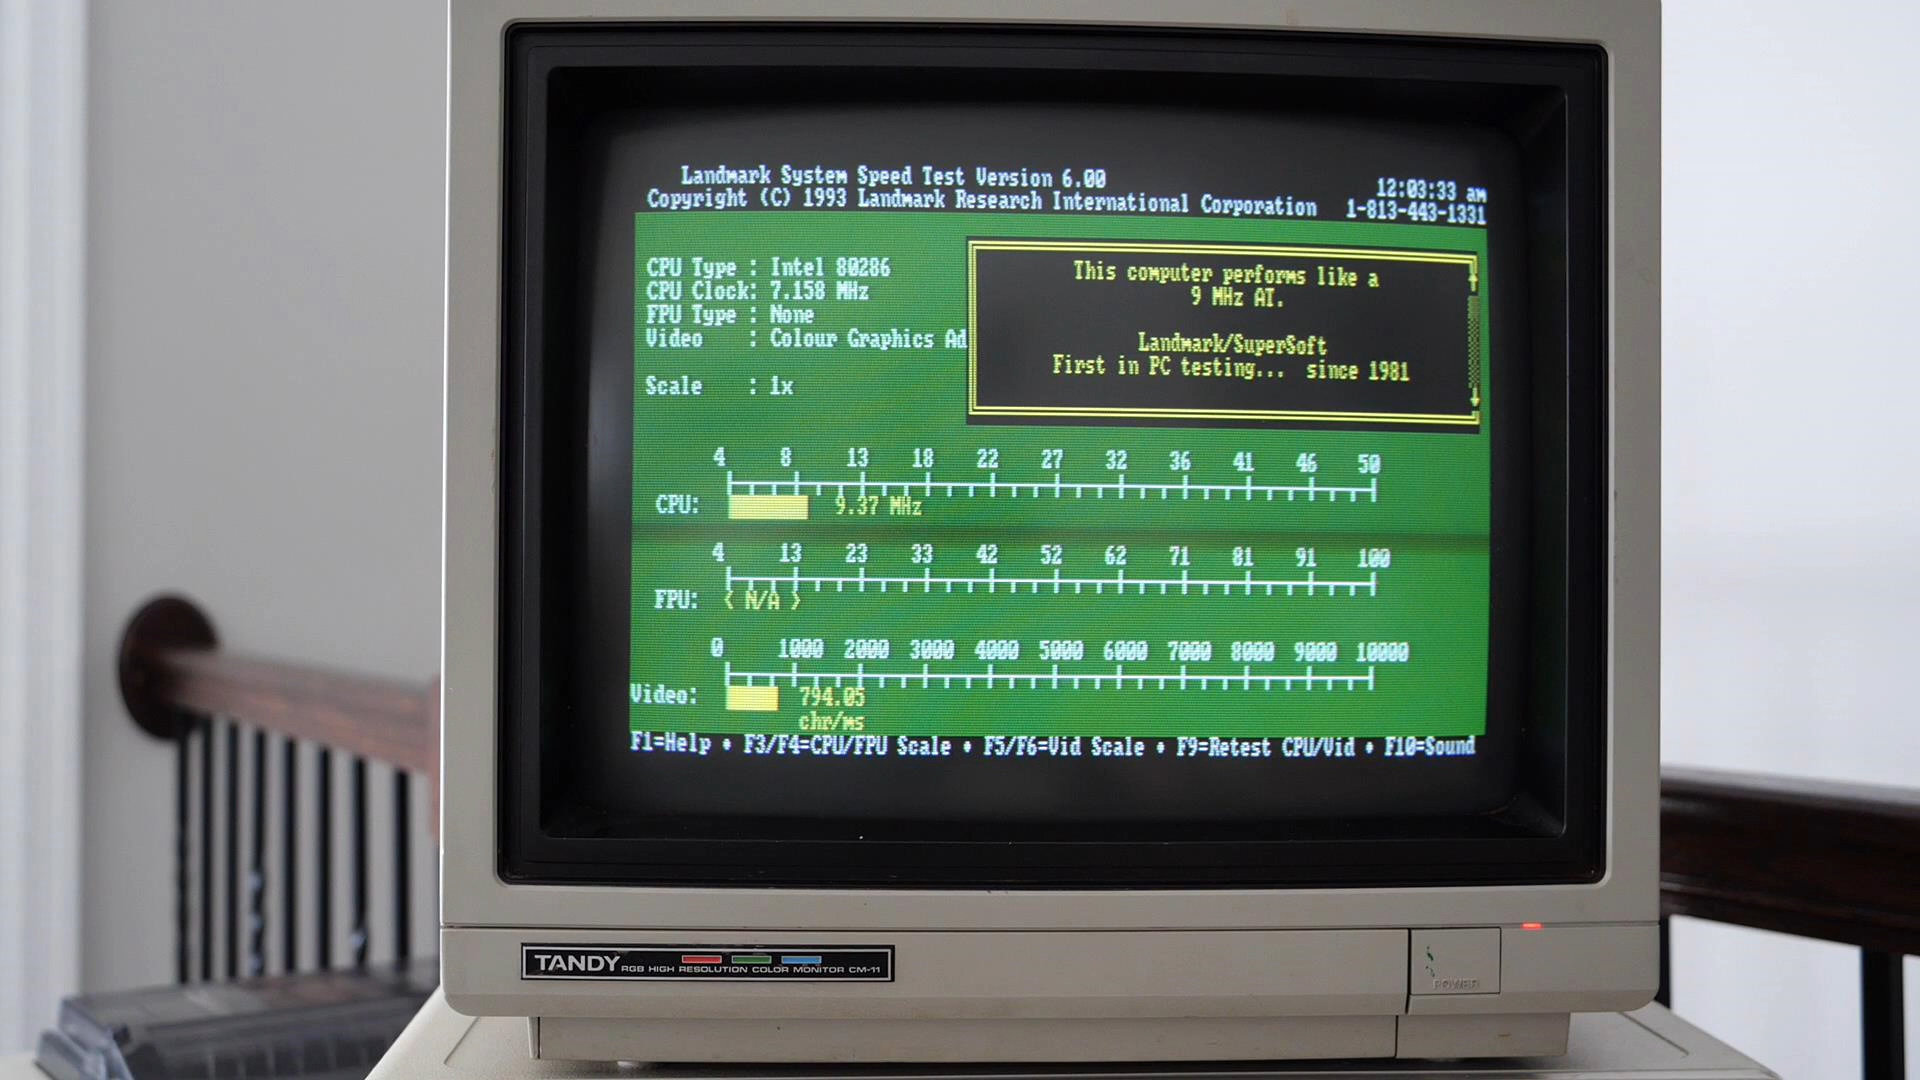 Landmark System Speed Test Version 6.00
12:03:33 am
Copyright (C) 1993 Landmark Research International Corporation 1-813-443-1331
CPU Type : Intel 80286
CPU Clock: 7.158 MHz
FPU Type : None
Video : Colour Graphics Ad
Scale : 1x
This computer performs like a
9 MHz AT.
Landmark/SuperSoft
First in PC testing... since 1981
4 8 13 18 22 27 32 36 41 46 50
CPU: 9.37 MHz
4 13 23 33 42 52 62 71 81 91 100
FPU: ( N/A )
0 1000 2000 3000 4000 5000 6000 7000 8000 9000 10000
Video: 794.05
chr/ms
F1=Help • F3/F4=CPU/FPU Scale • F5/F6=Vid Scale • F9=Retest CPU/Vid • F10=Sound
TANDY RGB HIGH RESOLUTION COLOR MONITOR CM-11
POWER